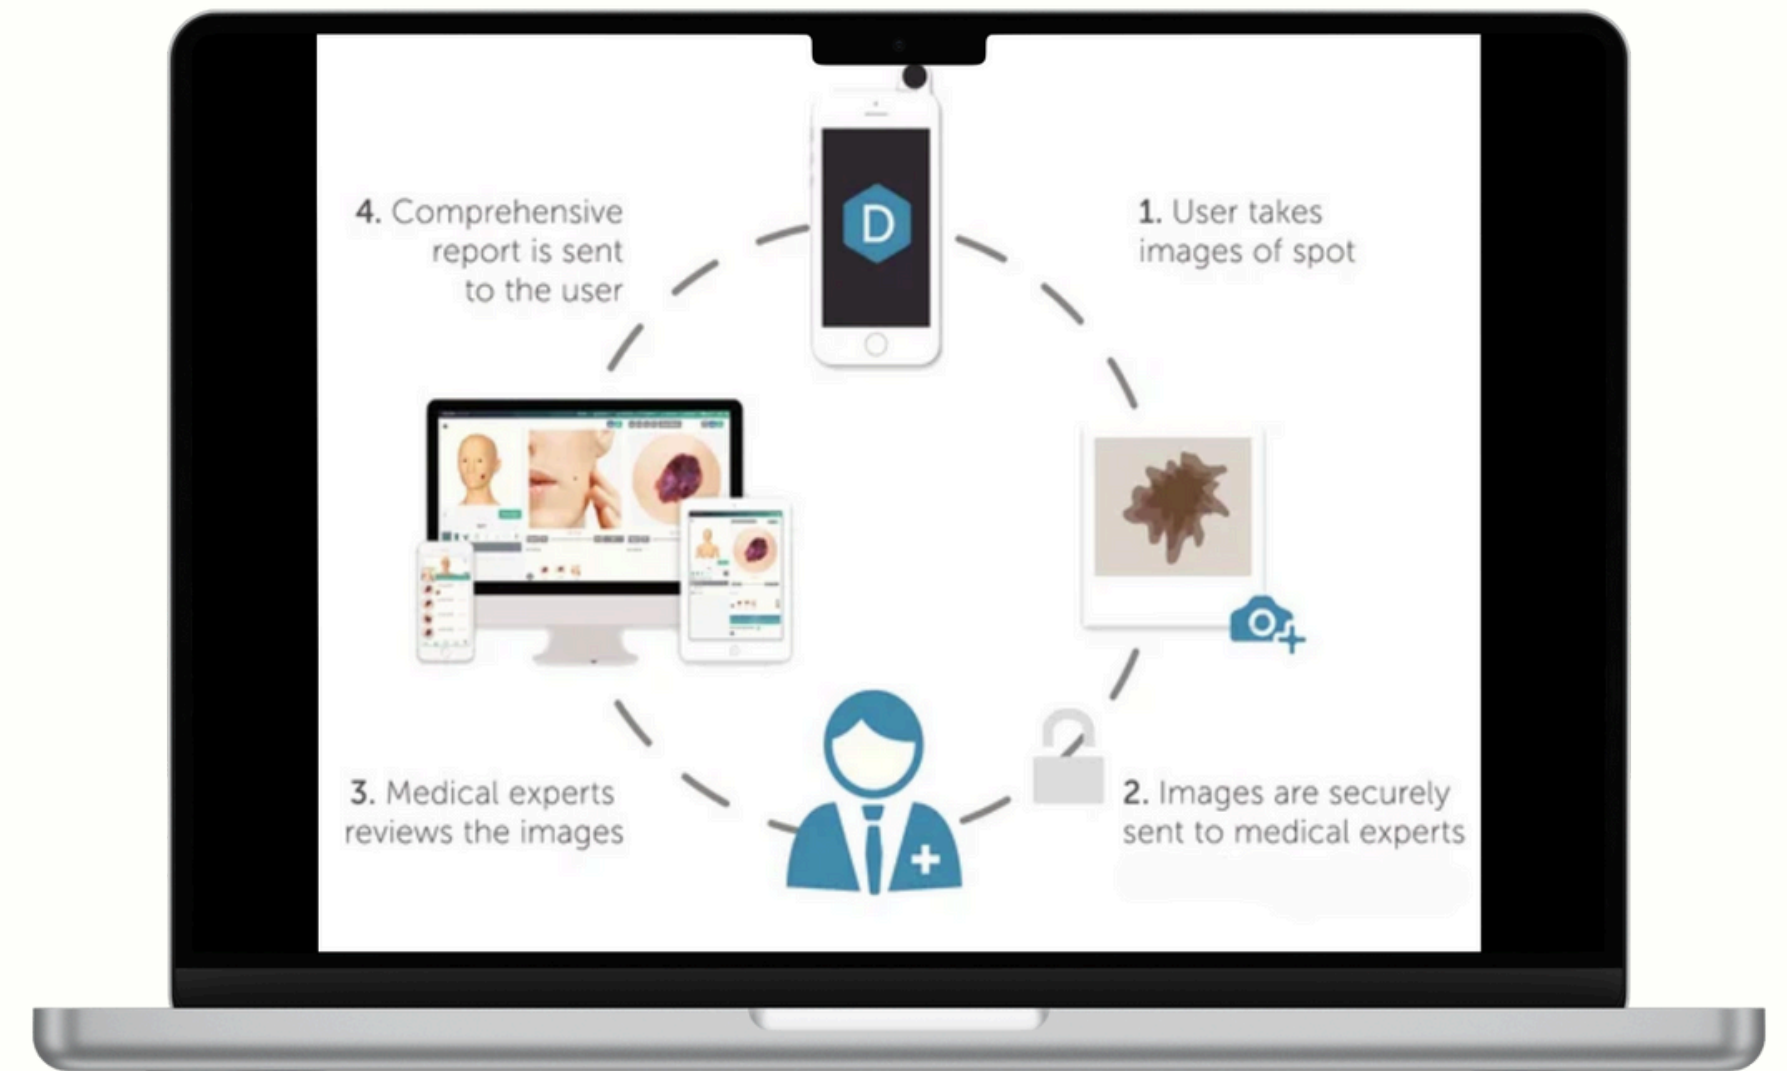 D
1. User takes
images of spot
2. Images are securely
sent to medical experts
3. Medical experts
reviews the images
4. Comprehensive
report is sent
to the user